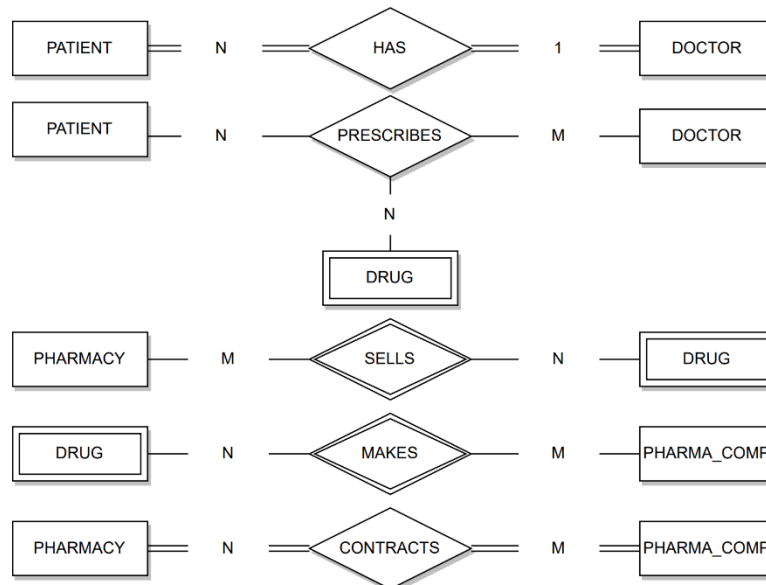 PATIENT N HAS 1 DOCTOR
PATIENT N PRESCRIBES M DOCTOR
N
DRUG
PHARMACY M SELLS N DRUG
DRUG N MAKES M PHARMA_COMP
PHARMACY N CONTRACTS M PHARMA_COMP